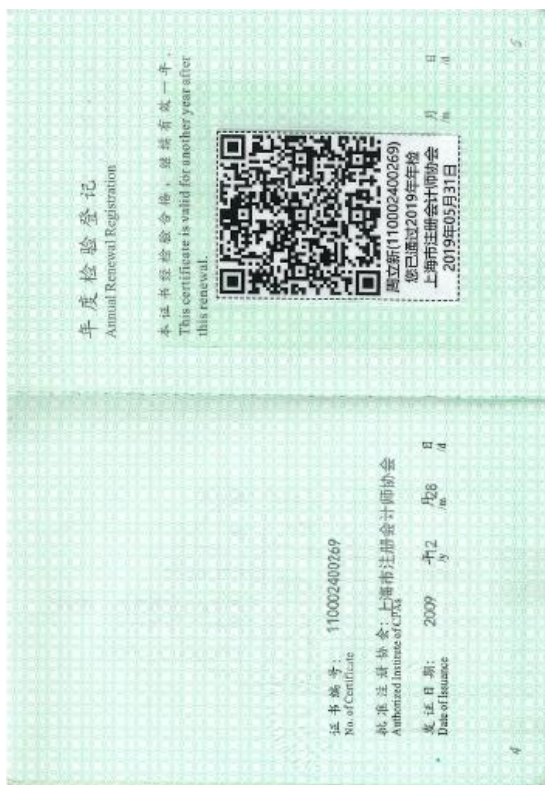 证书编号： 110002400269
No. of Certificate
批准注册协会：上海市注册会计师协会
Authorized Institute of CPAs
发证日期： 2009 年12 月28 日
Date of Issuance /y /m /d
4
年度检验登记
Annual Renewal Registration
本证书经检验合格，继续有效一年。
This certificate is valid for another year after
this renewal.
周立新(110002400269)
您已通过2019年年检
上海市注册会计师协会
2019年05月31日
月 日
/m /d
5